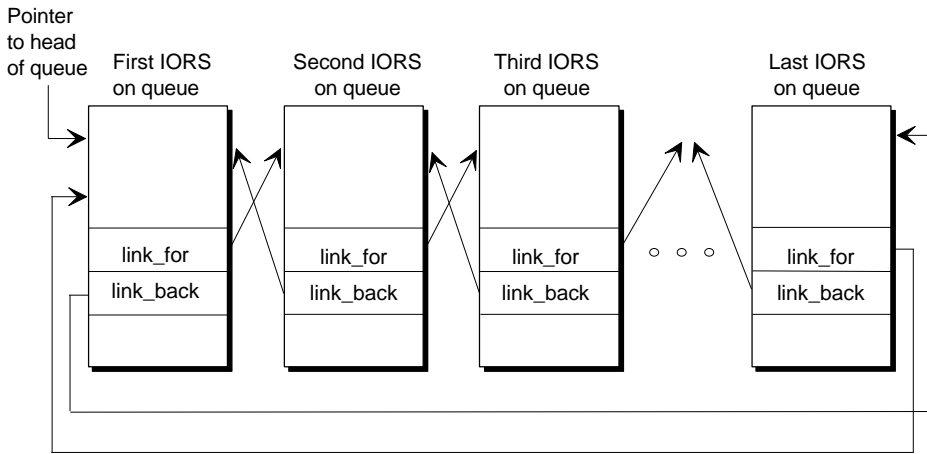 Pointer
to head
of queue
First IORS
on queue
Second IORS
on queue
Third IORS
on queue
Last IORS
on queue
link_for
link_back
link_for
link_back
link_for
link_back
link_for
link_back